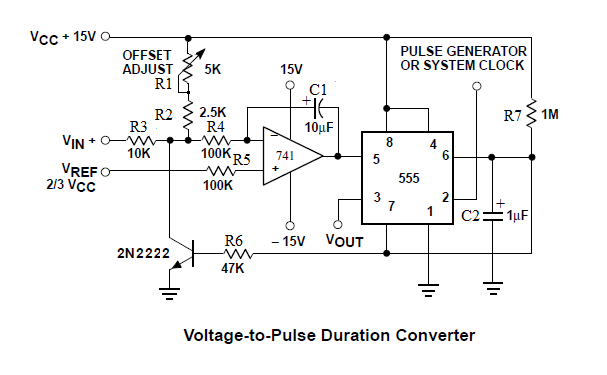 VCC + 15V
OFFSET
ADJUST
R1
5K
15V
PULSE GENERATOR
OR SYSTEM CLOCK
C1
+
10µF
R2
2.5K
R7
1M
VIN +
R3
10K
R4
100K
R5
100K
VREF
2/3 VCC
−
741
+
8
4
5
6
555
3
7
2
1
C2
+
1µF
− 15V
VOUT
2N2222
R6
47K
Voltage-to-Pulse Duration Converter